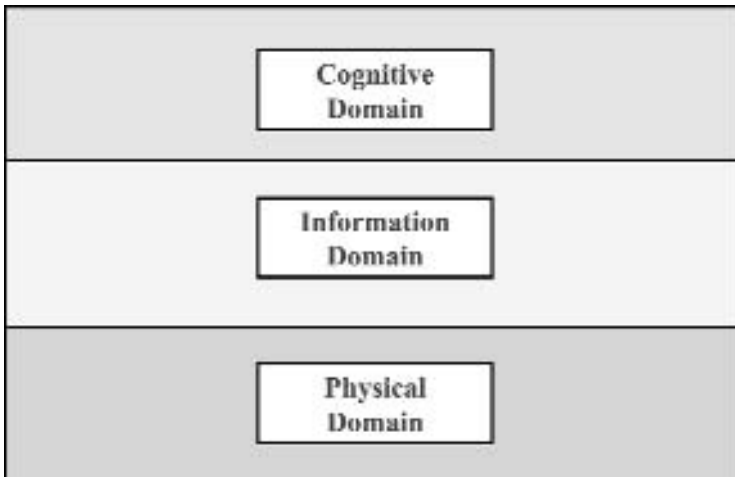 Cognitive
Domain
Information
Domain
Physical
Domain